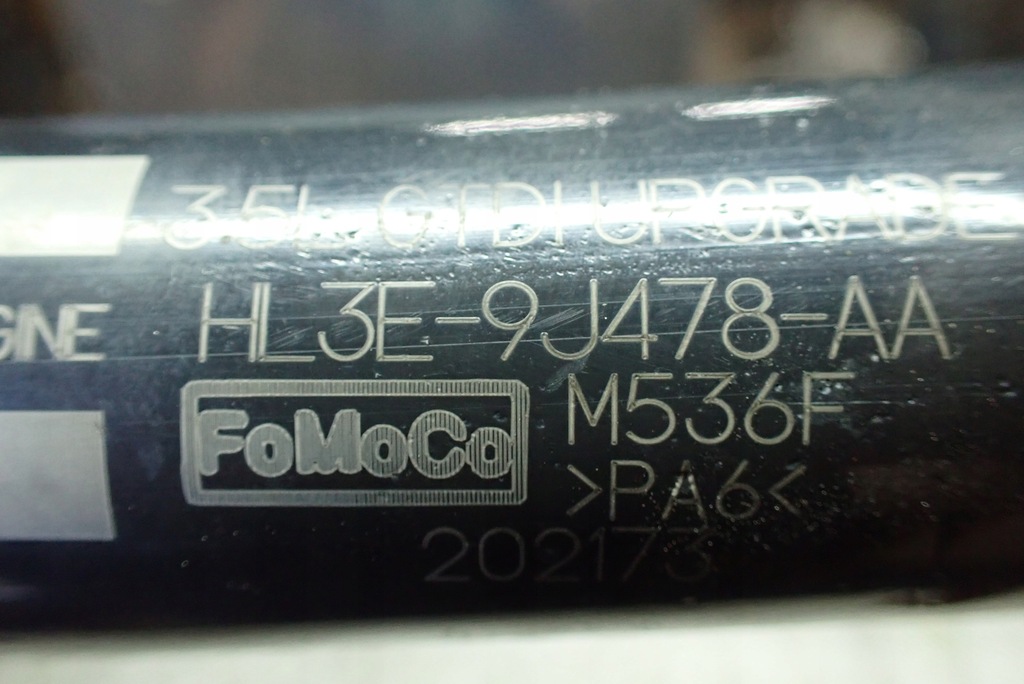 3.5L GTDI UPGRADE
GINE
HL3E-9J478-AA
FoMoCo
M536F
>PA6<
202173